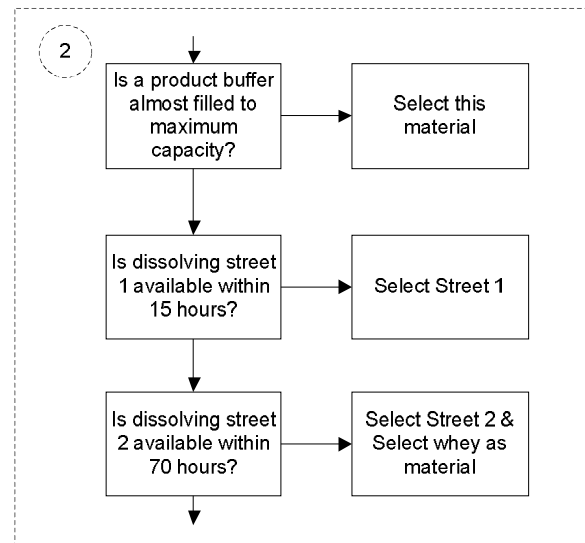 2
Is a product buffer
almost filled to
maximum
capacity?
Select this
material
Is dissolving street
1 available within
15 hours?
Select Street 1
Is dissolving street
2 available within
70 hours?
Select Street 2 &
Select whey as
material